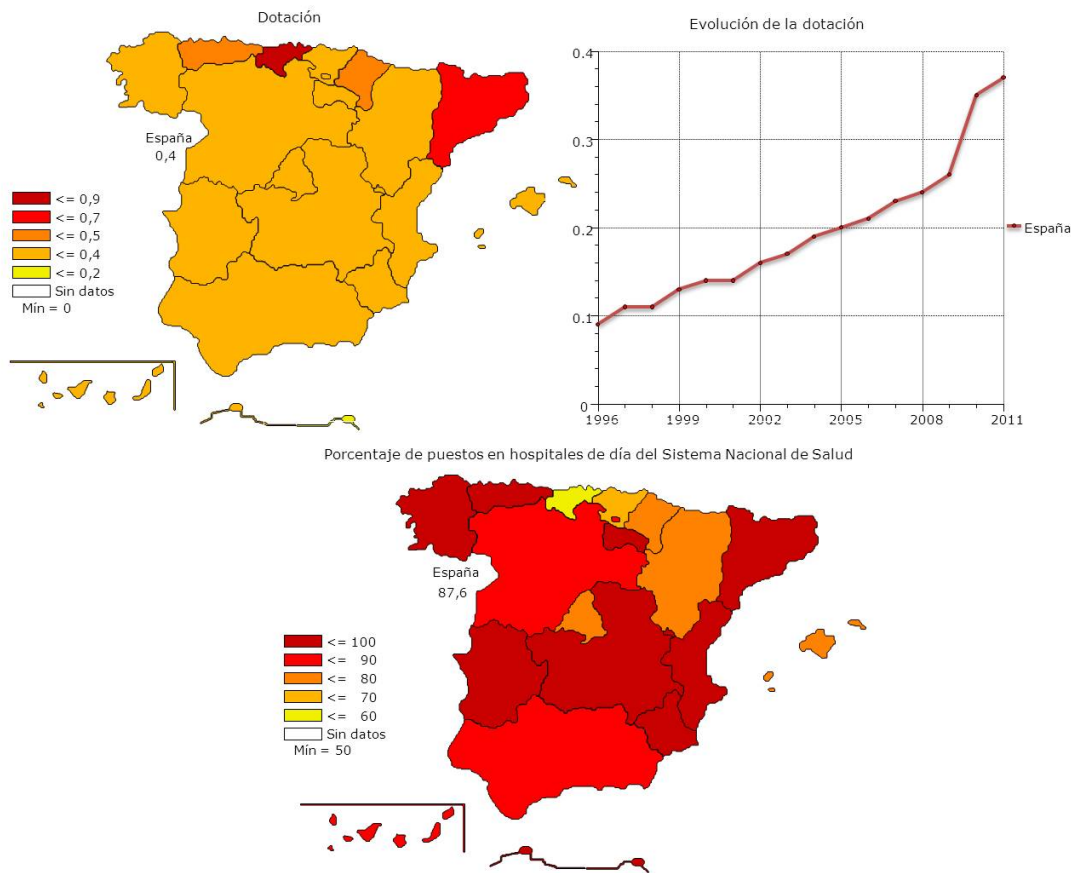 Dotación
España
0,4
<= 0,9
<= 0,7
<= 0,5
<= 0,4
<= 0,2
Sin datos
Mín = 0
Evolución de la dotación
0.4
0.3
0.2
0.1
0
1996 1999 2002 2005 2008 2011
España
Porcentaje de puestos en hospitales de día del Sistema Nacional de Salud
España
87,6
<= 100
<= 90
<= 80
<= 70
<= 60
Sin datos
Mín = 50